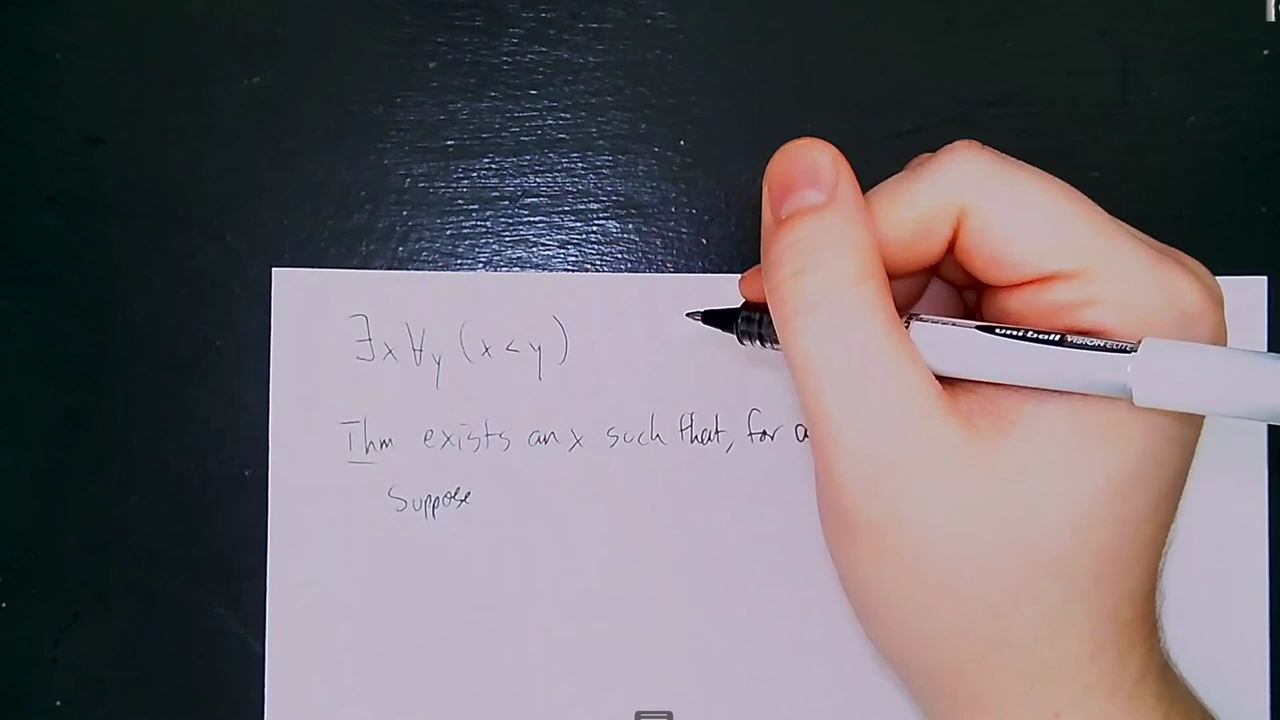 ∃x∀y (x<y)
Thm exists an x such that, for a
Suppose
uni-ball VISION ELITE